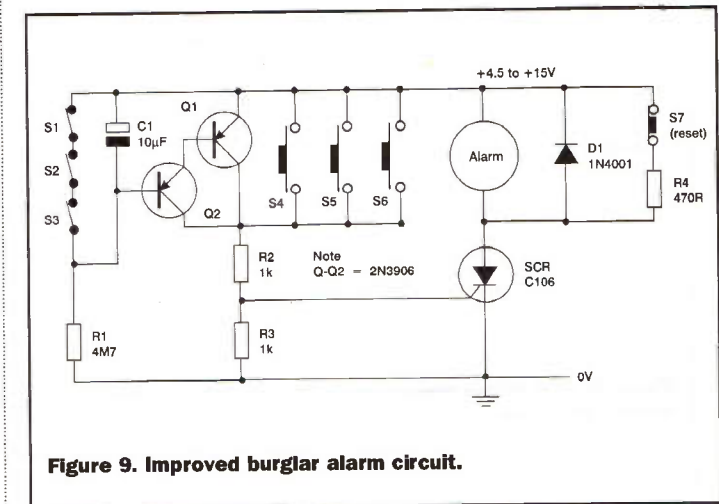 +4.5 to +15V
S1
S2
S3
C1
10µF
Q1
Q2
S4
S5
S6
Alarm
D1
1N4001
S7
(reset)
R4
470R
R2
1k
Note
Q-Q2 = 2N3906
SCR
C106
R1
4M7
R3
1k
0V
Figure 9. Improved burglar alarm circuit.